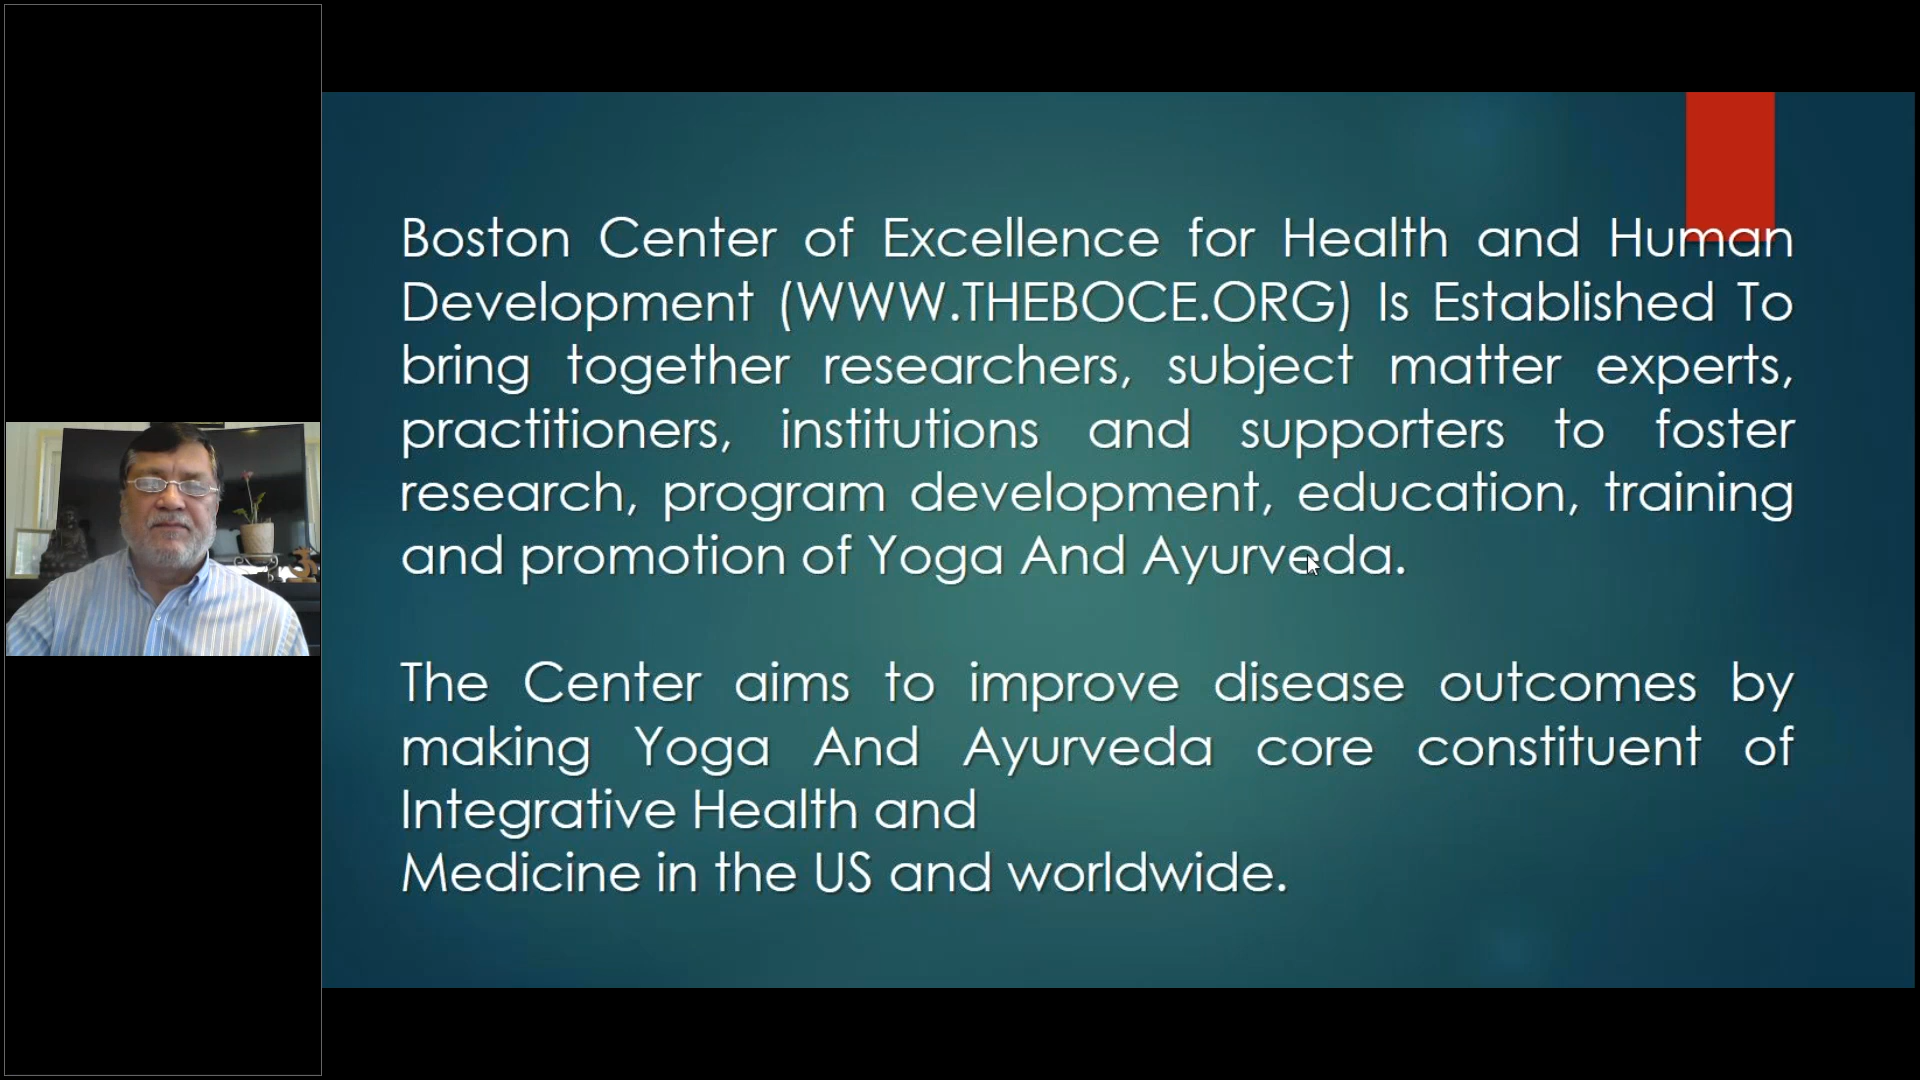 Boston Center of Excellence for Health and Human
Development (WWW.THEBOCE.ORG) Is Established To
bring together researchers, subject matter experts,
practitioners, institutions and supporters to foster
research, program development, education, training
and promotion of Yoga And Ayurveda.
The Center aims to improve disease outcomes by
making Yoga And Ayurveda core constituent of
Integrative Health and
Medicine in the US and worldwide.